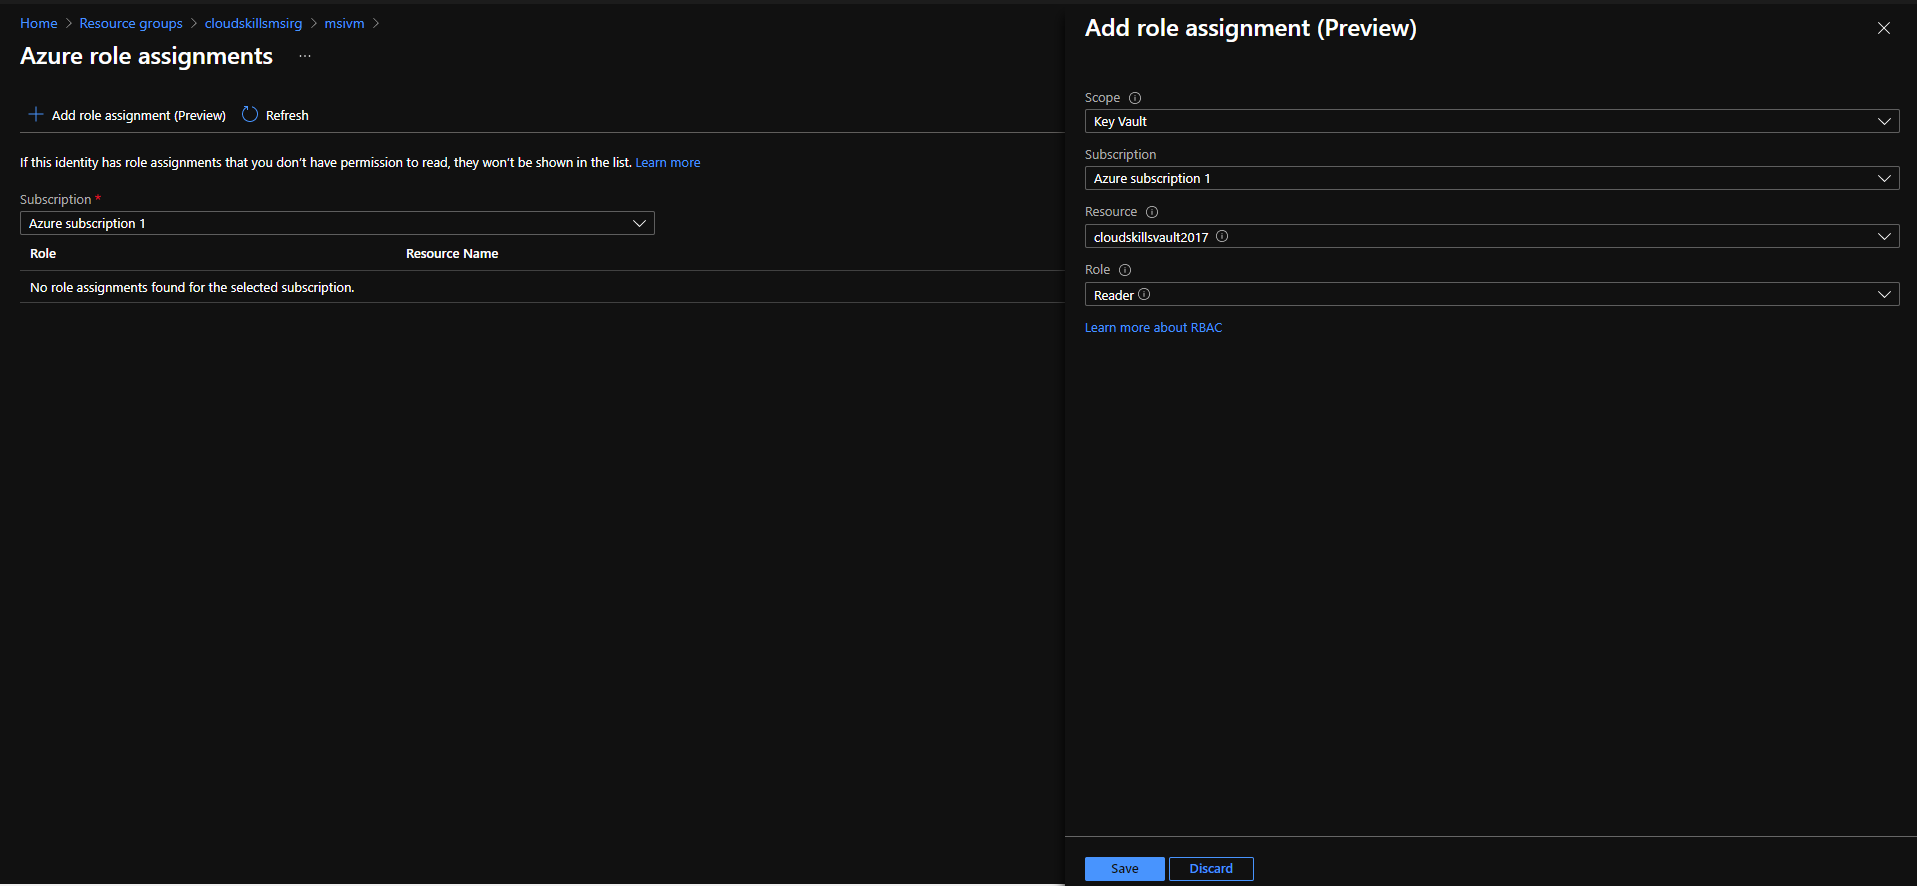 Home > Resource groups > cloudskillsmsirg > msivm >
Azure role assignments ...
Add role assignment (Preview) Refresh
If this identity has role assignments that you don't have permission to read, they won't be shown in the list. Learn more
Subscription *
Azure subscription 1
Role Resource Name
No role assignments found for the selected subscription.
Add role assignment (Preview)
Scope
Key Vault
Subscription
Azure subscription 1
Resource
cloudskillsvault2017
Role
Reader
Learn more about RBAC
Save Discard